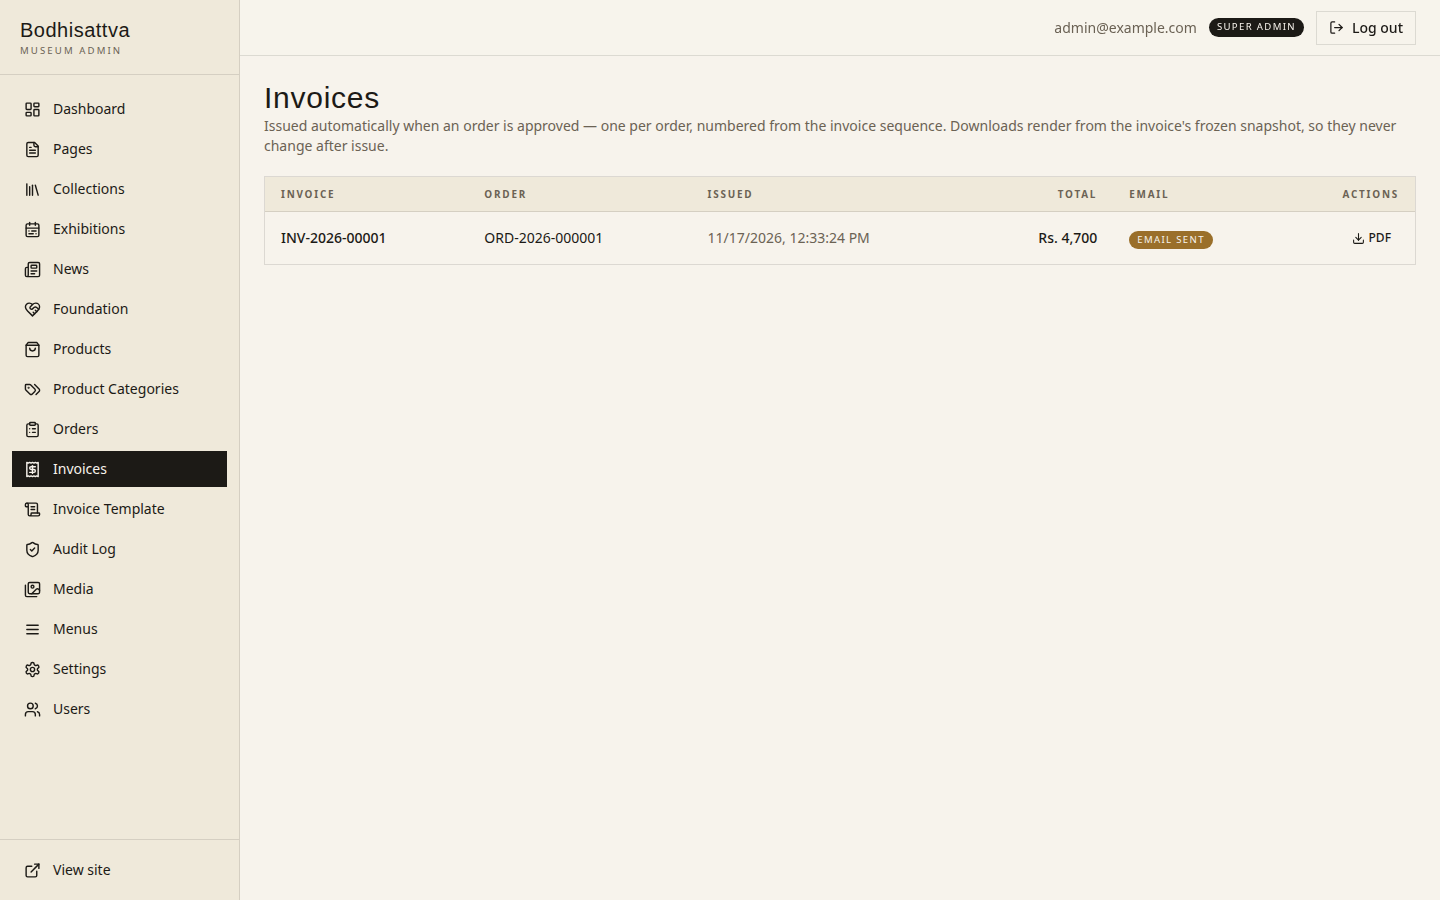 Bodhisattva
MUSEUM ADMIN
Dashboard
Pages
Collections
Exhibitions
News
Foundation
Products
Product Categories
Orders
Invoices
Invoice Template
Audit Log
Media
Menus
Settings
Users
View site
admin@example.com
SUPER ADMIN
Log out
Invoices
Issued automatically when an order is approved — one per order, numbered from the invoice sequence. Downloads render from the invoice's frozen snapshot, so they never
change after issue.
INVOICE ORDER ISSUED TOTAL EMAIL ACTIONS
INV-2026-00001 ORD-2026-000001 11/17/2026, 12:33:24 PM Rs. 4,700 EMAIL SENT PDF